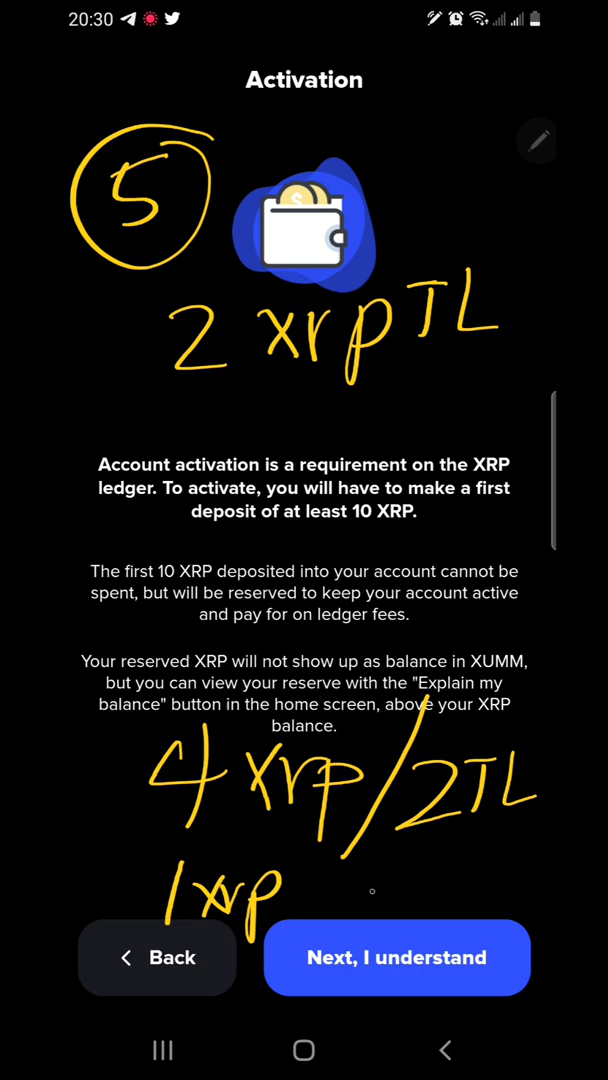 20:30
Activation
5
2 xrp TL
Account activation is a requirement on the XRP
ledger. To activate, you will have to make a first
deposit of at least 10 XRP.
The first 10 XRP deposited into your account cannot be
spent, but will be reserved to keep your account active
and pay for on ledger fees.
Your reserved XRP will not show up as balance in XUMM,
but you can view your reserve with the "Explain my
balance" button in the home screen, above your XRP
balance.
4 xrp/2TL
1 xrp
Back
Next, I understand